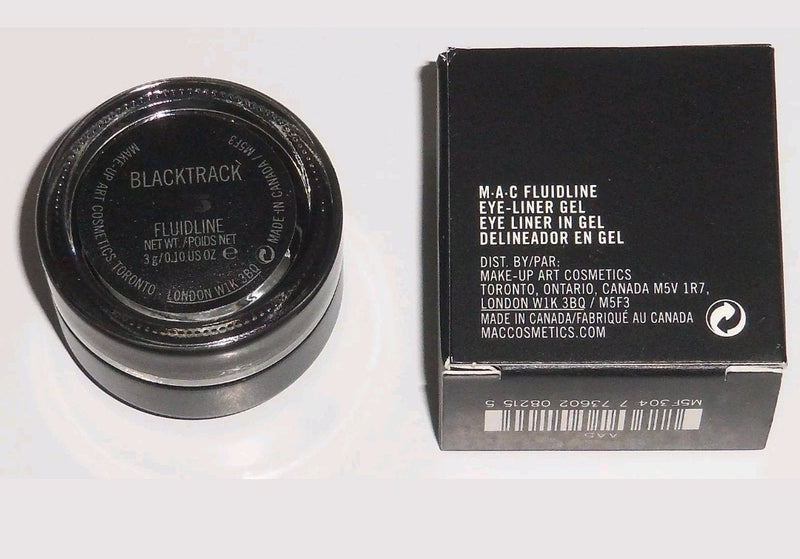 BLACKTRACK
FLUIDLINE
NET WT./POIDS NET
3 g/0.10 US OZ ℮
MAKE-UP ART COSMETICS TORONTO · LONDON W1K 3BQ
MADE IN CANADA / M5F3
M·A·C FLUIDLINE
EYE-LINER GEL
EYE LINER IN GEL
DELINEADOR EN GEL
DIST. BY/PAR:
MAKE-UP ART COSMETICS
TORONTO, ONTARIO, CANADA M5V 1R7,
LONDON W1K 3BQ / M5F3
MADE IN CANADA/FABRIQUÉ AU CANADA
MACCOSMETICS.COM
M5F304 7 73602 08215 5